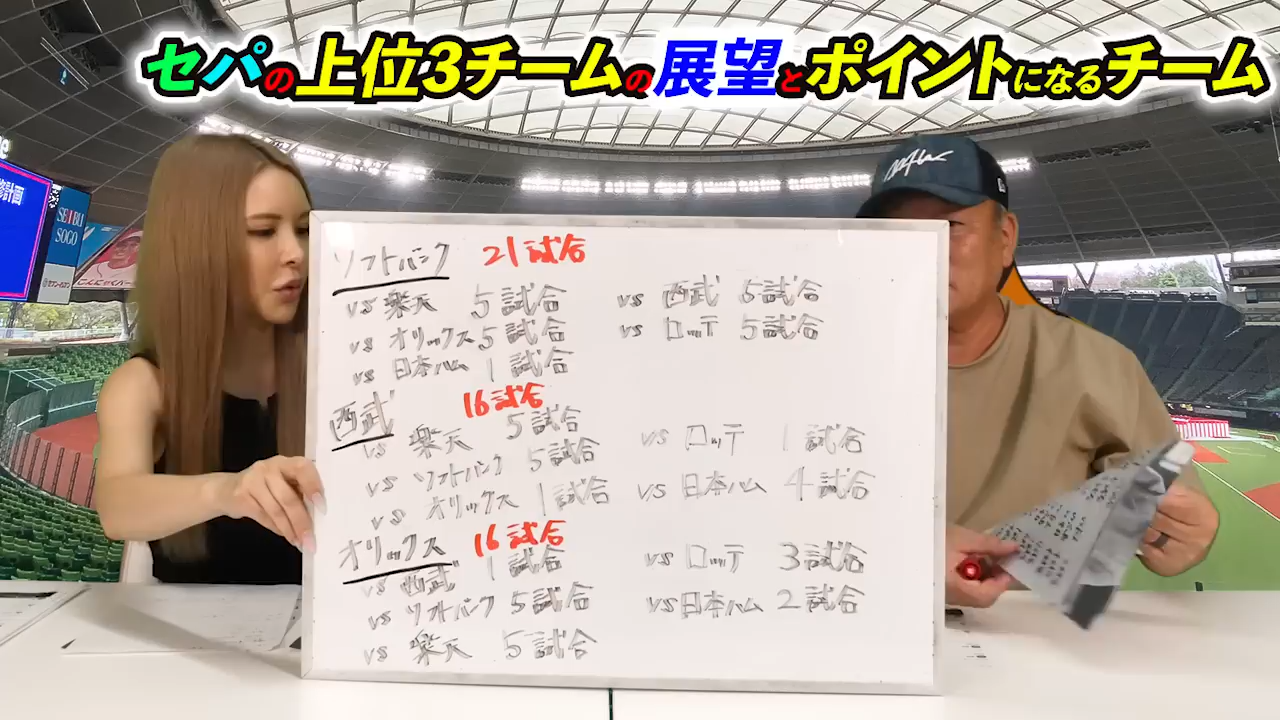 セパの上位3チームの展望とポイントになるチーム
SEIBU
SOGO
ソフトバンク 21試合
vs 楽天 5試合 vs 西武 5試合
vs オリックス 5試合 vs ロッテ 5試合
vs 日本ハム 1試合
西武 16試合
vs 楽天 5試合 vs ロッテ 1試合
vs ソフトバンク 5試合
vs オリックス 1試合 vs 日本ハム 4試合
オリックス 16試合
vs 西武 1試合 vs ロッテ 3試合
vs ソフトバンク 5試合 vs 日本ハム 2試合
vs 楽天 5試合